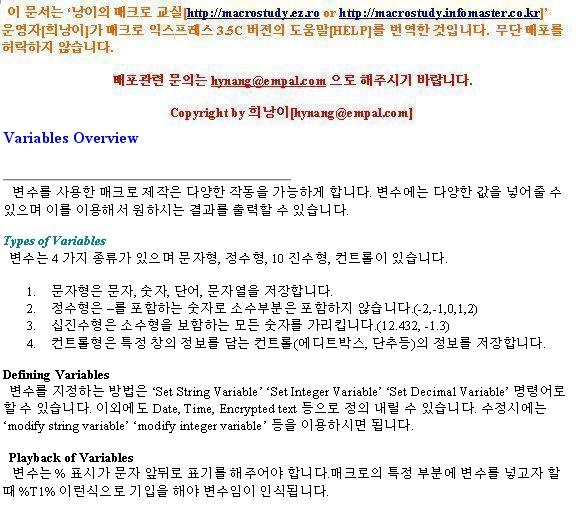 이 문서는 ‘낭이의 매크로 교실[http://macrostudy.ez.ro or http://macrostudy.infomaster.co.kr]’
운영자[희낭이]가 매크로 익스프레스 3.5C 버젼의 도움말[HELP]를 번역한 것입니다. 무단 배포를
허락하지 않습니다.
배포관련 문의는 hynang@empal.com 으로 해주시기 바랍니다.
Copyright by 희낭이[hynang@empal.com]
Variables Overview
변수를 사용한 매크로 제작은 다양한 작동을 가능하게 합니다. 변수에는 다양한 값을 넣어줄 수
있으며 이를 이용해서 원하시는 결과를 출력할 수 있습니다.
Types of Variables
변수는 4 가지 종류가 있으며 문자형, 정수형, 10 진수형, 컨트롤이 있습니다.
1. 문자형은 문자, 숫자, 단어, 문자열을 저장합니다.
2. 정수형은 –를 포함하는 숫자로 소수부분은 포함하지 않습니다.(-2,-1,0,1,2)
3. 십진수형은 소수형을 보함하는 모든 숫자를 가리킵니다.(12.432, -1.3)
4. 컨트롤형은 특정 창의 정보를 담는 컨트롤(에디트박스, 단추등)의 정보를 저장합니다.
Defining Variables
변수를 지정하는 방법은 ‘Set String Variable’ ‘Set Integer Variable’ ‘Set Decimal Variable’ 명령어로
할 수 있습니다. 이외에도 Date, Time, Encrypted text 등으로 정의 내릴 수 있습니다. 수정시에는
‘modify string variable’ ‘modify integer variable’ 등을 이용하시면 됩니다.
Playback of Variables
변수는 % 표시가 문자 앞뒤로 표기를 해주어야 합니다.매크로의 특정 부분에 변수를 넣고자 할
때 %T1% 이런식으로 기입을 해야 변수임이 인식됩니다.